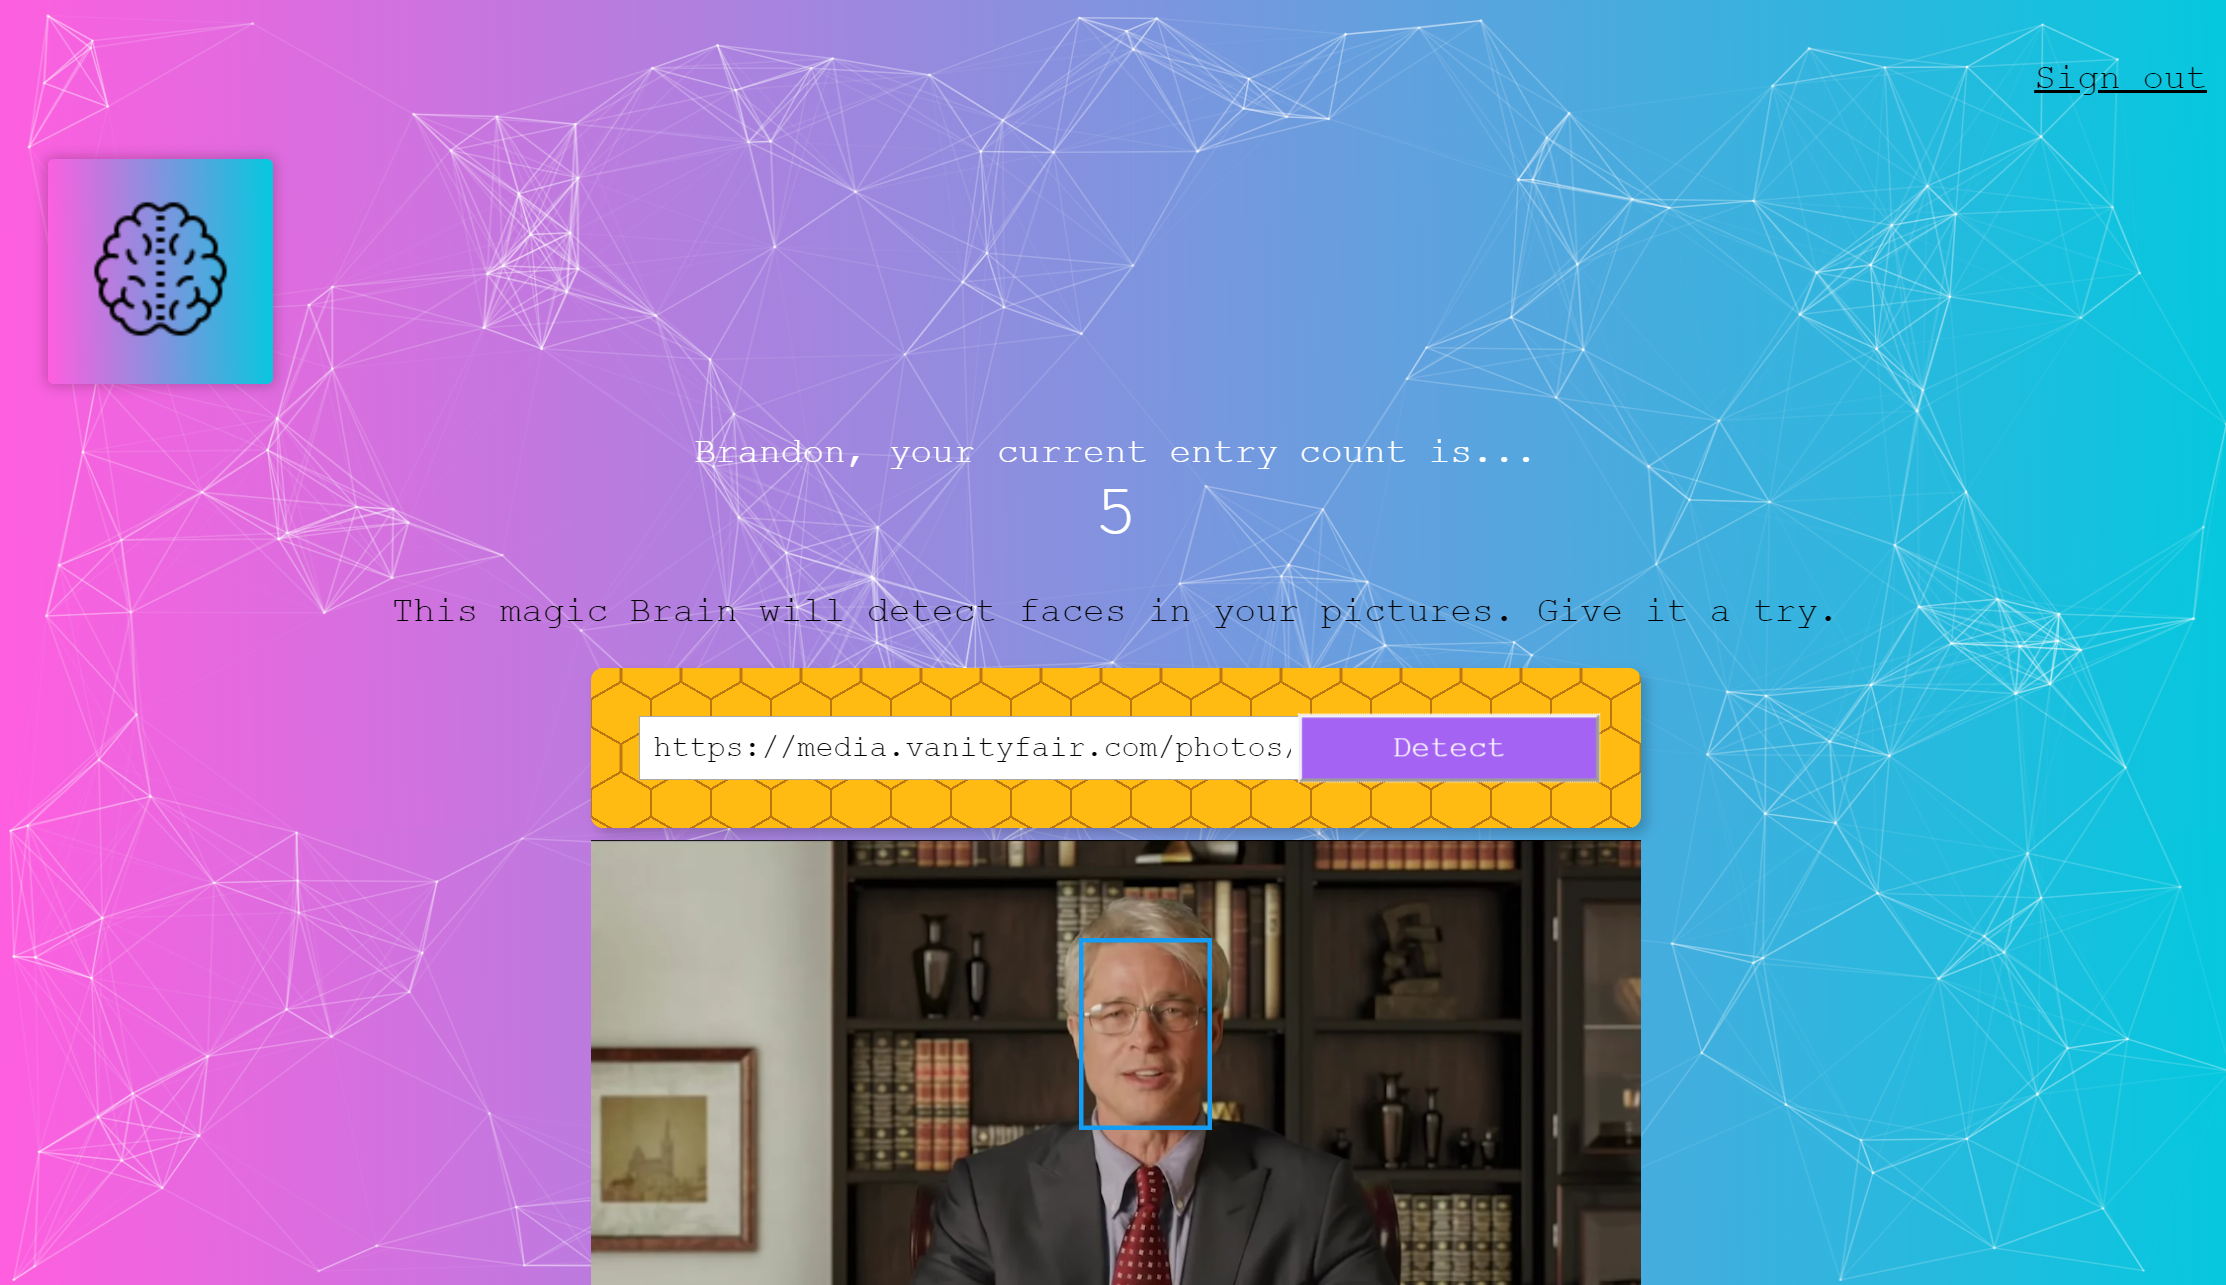 Sign out
Brandon, your current entry count is...
5
This magic Brain will detect faces in your pictures. Give it a try.
https://media.vanityfair.com/photos/
Detect